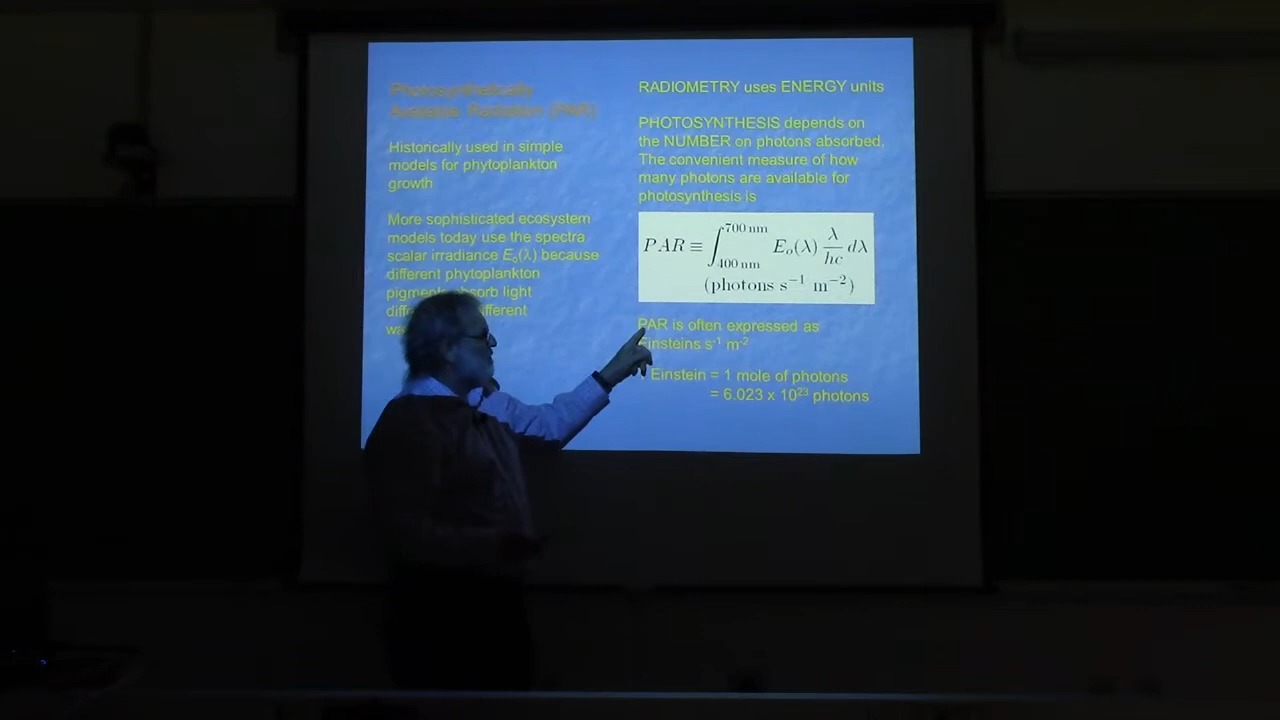 Photosynthetically
Available Radiation (PAR)
Historically used in simple
models for phytoplankton
growth
More sophisticated ecosystem
models today use the spectra
scalar irradiance Eₒ(λ) because
different phytoplankton
absorb light
RADIOMETRY uses ENERGY units
PHOTOSYNTHESIS depends on
the NUMBER on photons absorbed.
The convenient measure of how
many photons are available for
photosynthesis is
PAR ≡ ∫₄₀₀ ₙₘ^700 nm Eₒ(λ) λ/hc dλ
(photons s⁻¹ m⁻²)
PAR is often expressed as
Einsteins s⁻¹ m⁻²
Einstein = 1 mole of photons
= 6.023 x 10²³ photons